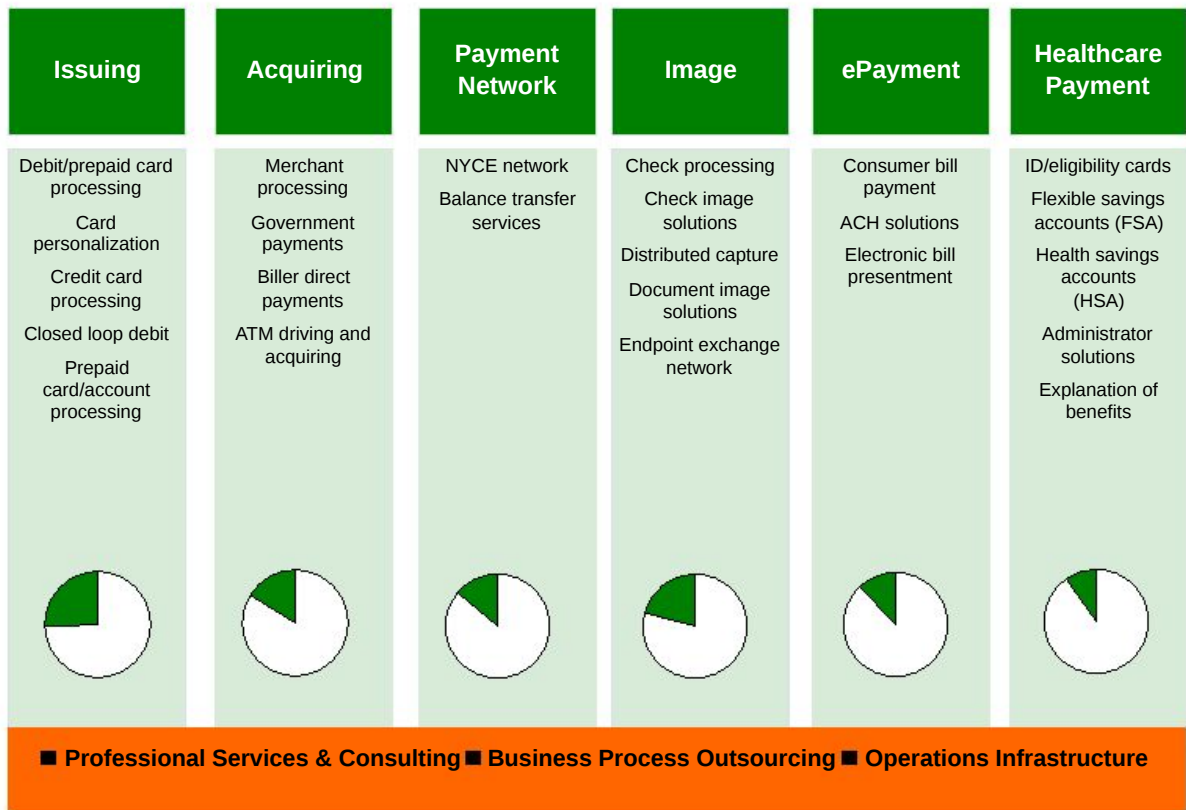 Issuing
Acquiring
Payment
Network
Image
ePayment
Healthcare
Payment
Debit/prepaid card
processing
Card
personalization
Credit card
processing
Closed loop debit
Prepaid
card/account
processing
Merchant
processing
Government
payments
Biller direct
payments
ATM driving and
acquiring
NYCE network
Balance transfer
services
Check processing
Check image
solutions
Distributed capture
Document image
solutions
Endpoint exchange
network
Consumer bill
payment
ACH solutions
Electronic bill
presentment
ID/eligibility cards
Flexible savings
accounts (FSA)
Health savings
accounts
(HSA)
Administrator
solutions
Explanation of
benefits
■ Professional Services & Consulting ■ Business Process Outsourcing ■ Operations Infrastructure